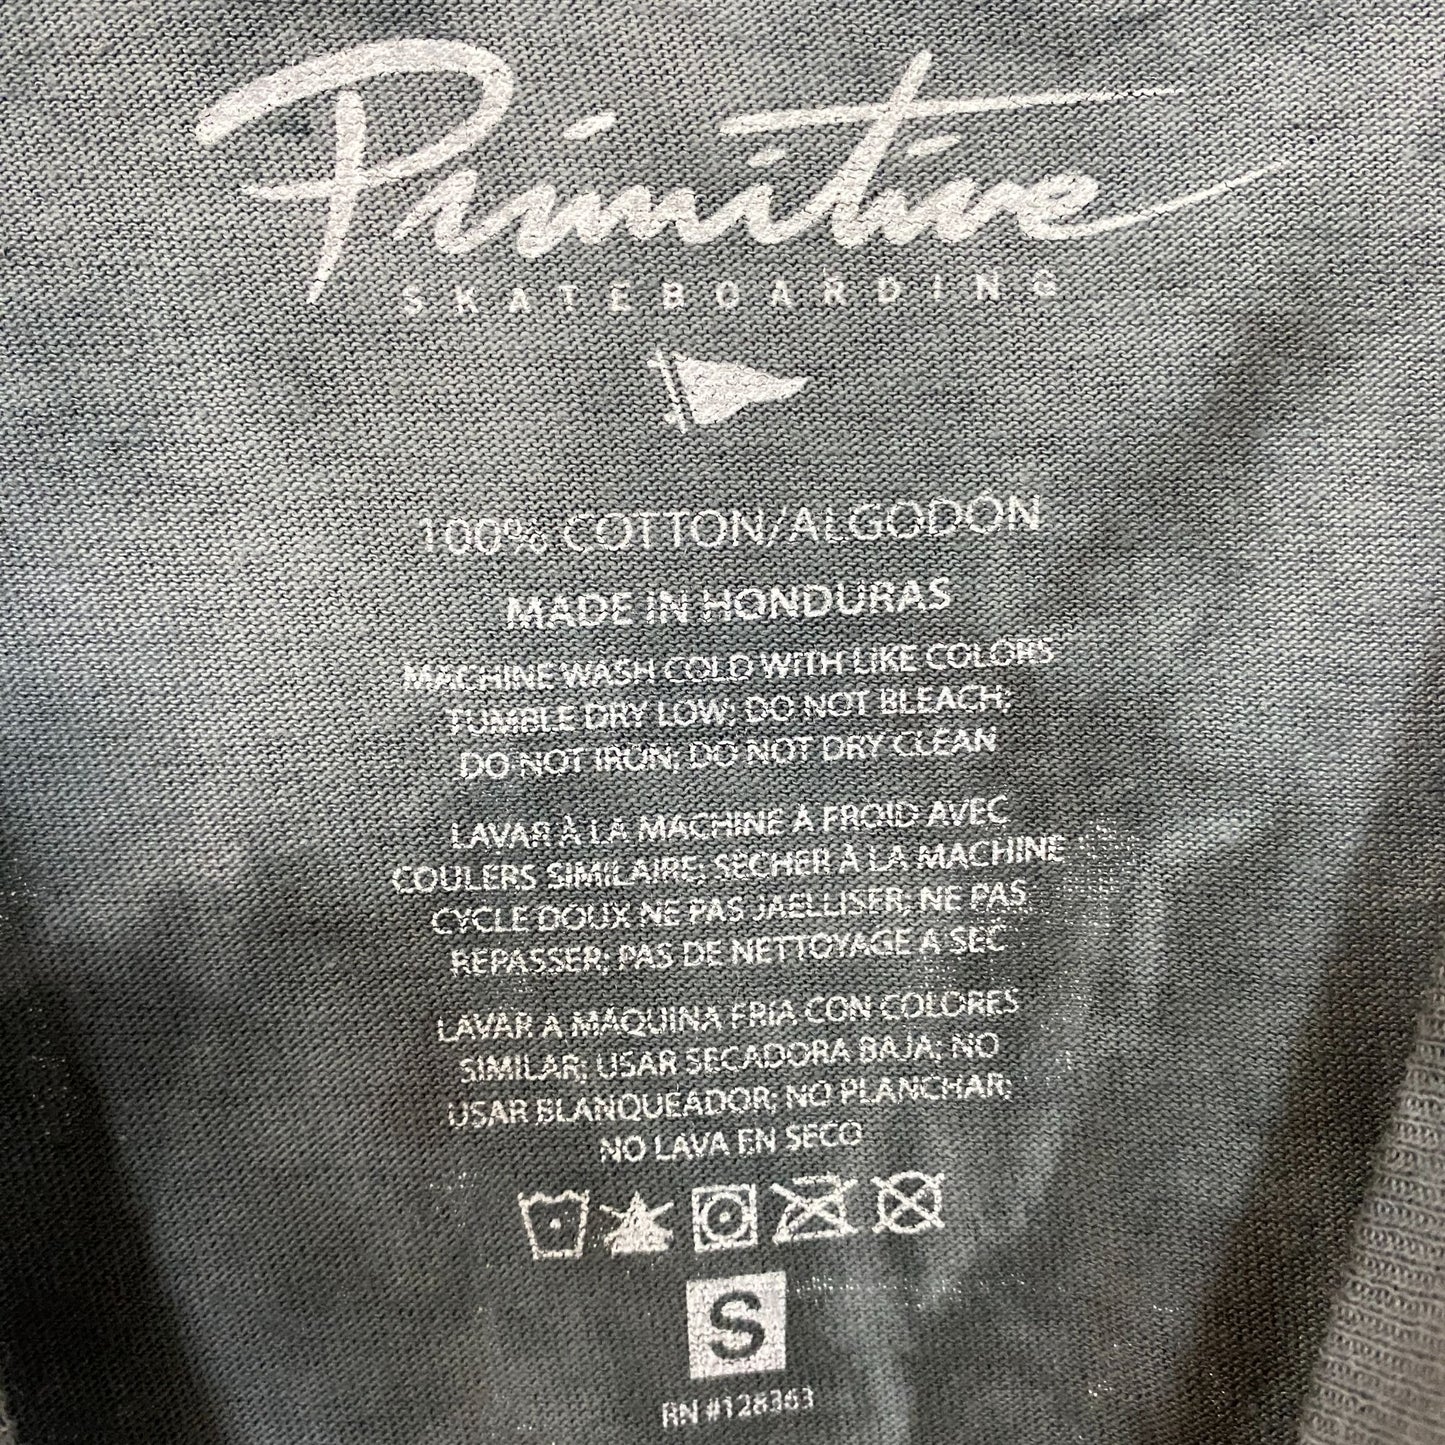 Primitive
SKATEBOARDING
100% COTTON/ALGODÓN
MADE IN HONDURAS
MACHINE WASH COLD WITH LIKE COLORS
TUMBLE DRY LOW; DO NOT BLEACH;
DO NOT IRON; DO NOT DRY CLEAN
LAVAR À LA MACHINE A FROID AVEC
COULERS SIMILAIRE; SECHER À LA MACHINE
CYCLE DOUX NE PAS JAELLISER; NE PAS
REPASSER; PAS DE NETTOYAGE A SEC
LAVAR A MAQUINA FRIA CON COLORES
SIMILAR; USAR SECADORA BAJA; NO
USAR BLANQUEADOR; NO PLANCHAR;
NO LAVA EN SECO
S
RN #128363